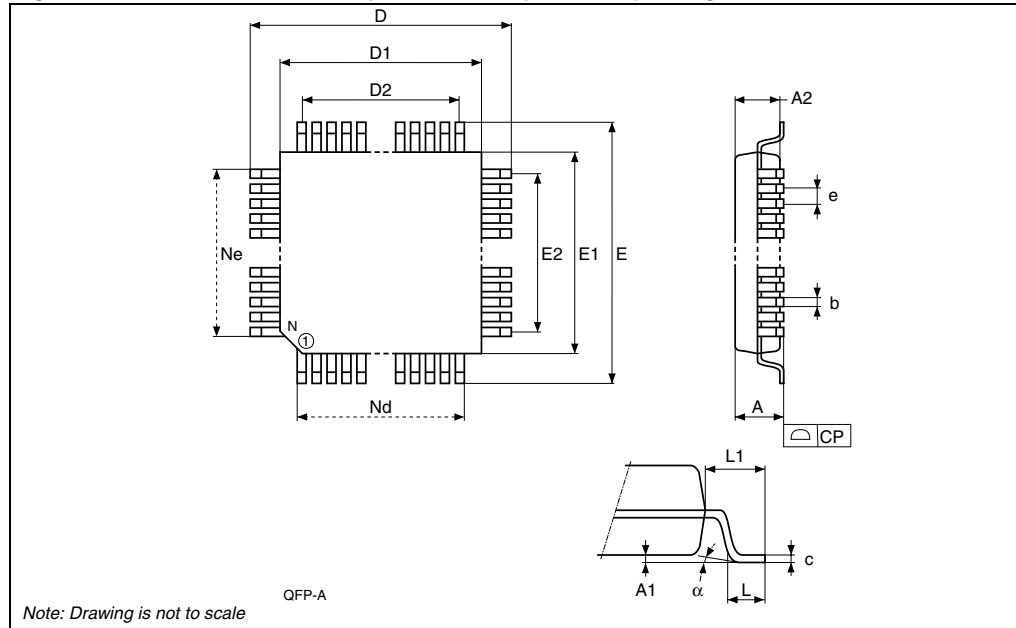 D
D1
D2
A2
e
Ne
E2
E1
E
b
N
1
Nd
A
CP
L1
c
A1
α
L
QFP-A
Note: Drawing is not to scale